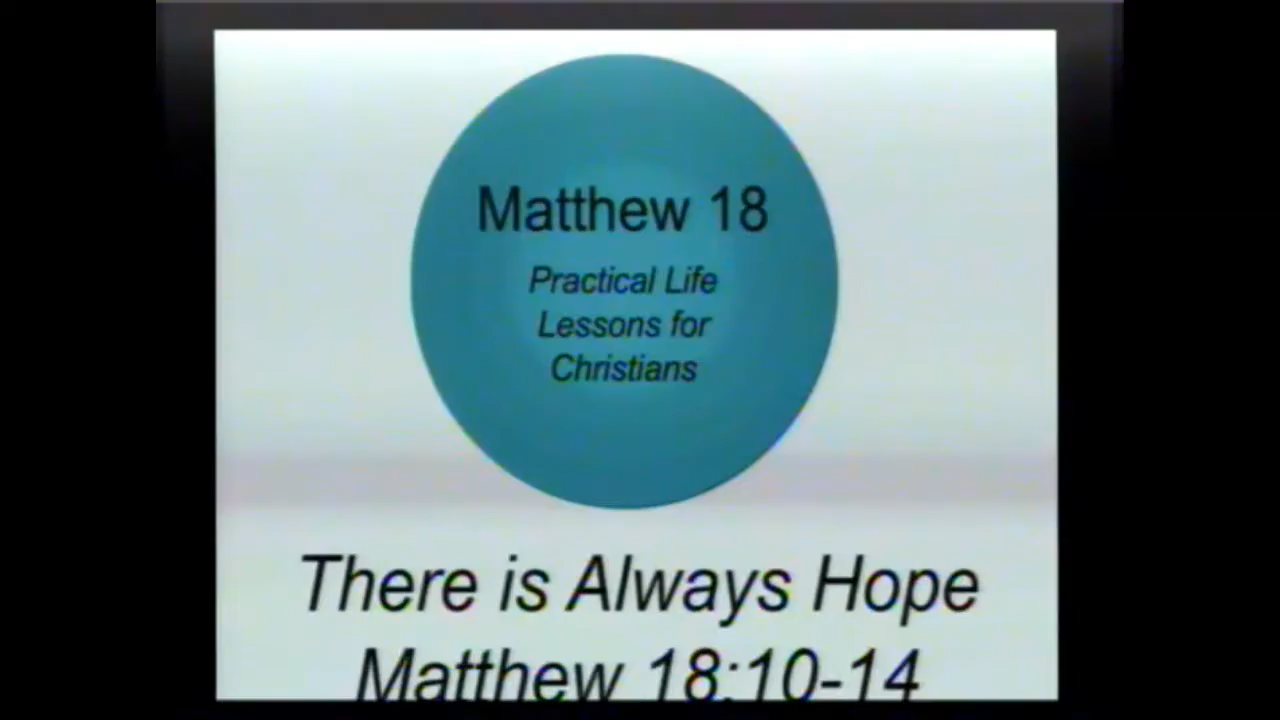 Matthew 18
Practical Life
Lessons for
Christians
There is Always Hope
Matthew 18:10-14